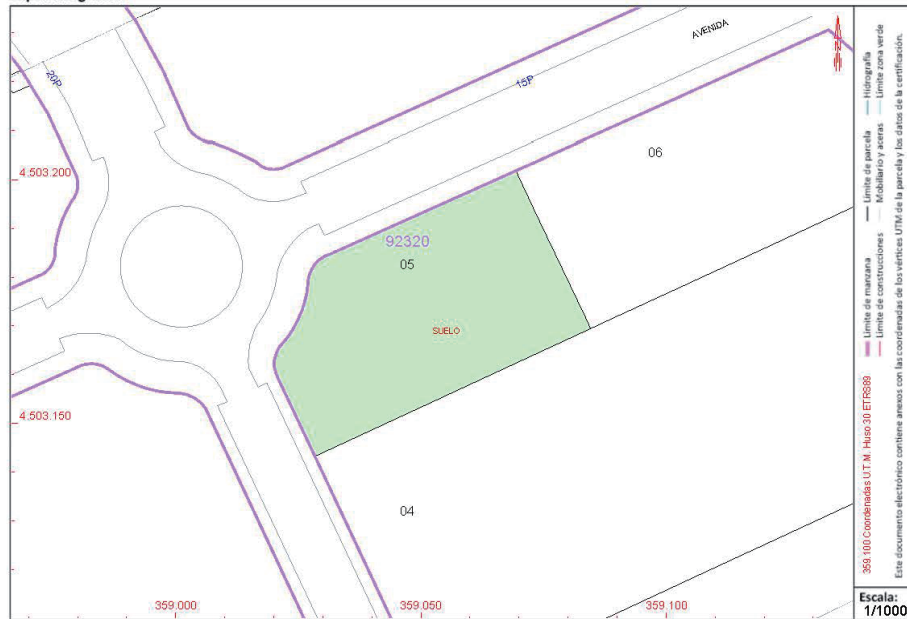 AVENIDA
20P
15P
06
4.503.200
92320
05
SUELO
4.503.150
04
359.000
359.050
359.100
359.100 Coordenadas U.T.M. Huso 30 ETRS89
Límite de manzana
Límite de parcela
Hidrografía
Límite de construcciones
Mobiliario y aceras
Límite zona verde
Este documento electrónico contiene anexos con las coordenadas de los vértices UTM de la parcela y los datos de la certificación.
Escala:
1/1000